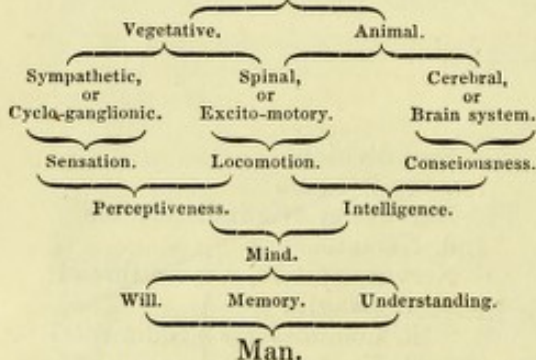 Vegetative. Animal.
Sympathetic, Spinal, Cerebral,
or or or
Cyclo-ganglionic. Excito-motory. Brain system.
Sensation. Locomotion. Consciousness.
Perceptiveness. Intelligence.
Mind.
Will. Memory. Understanding.
Man.